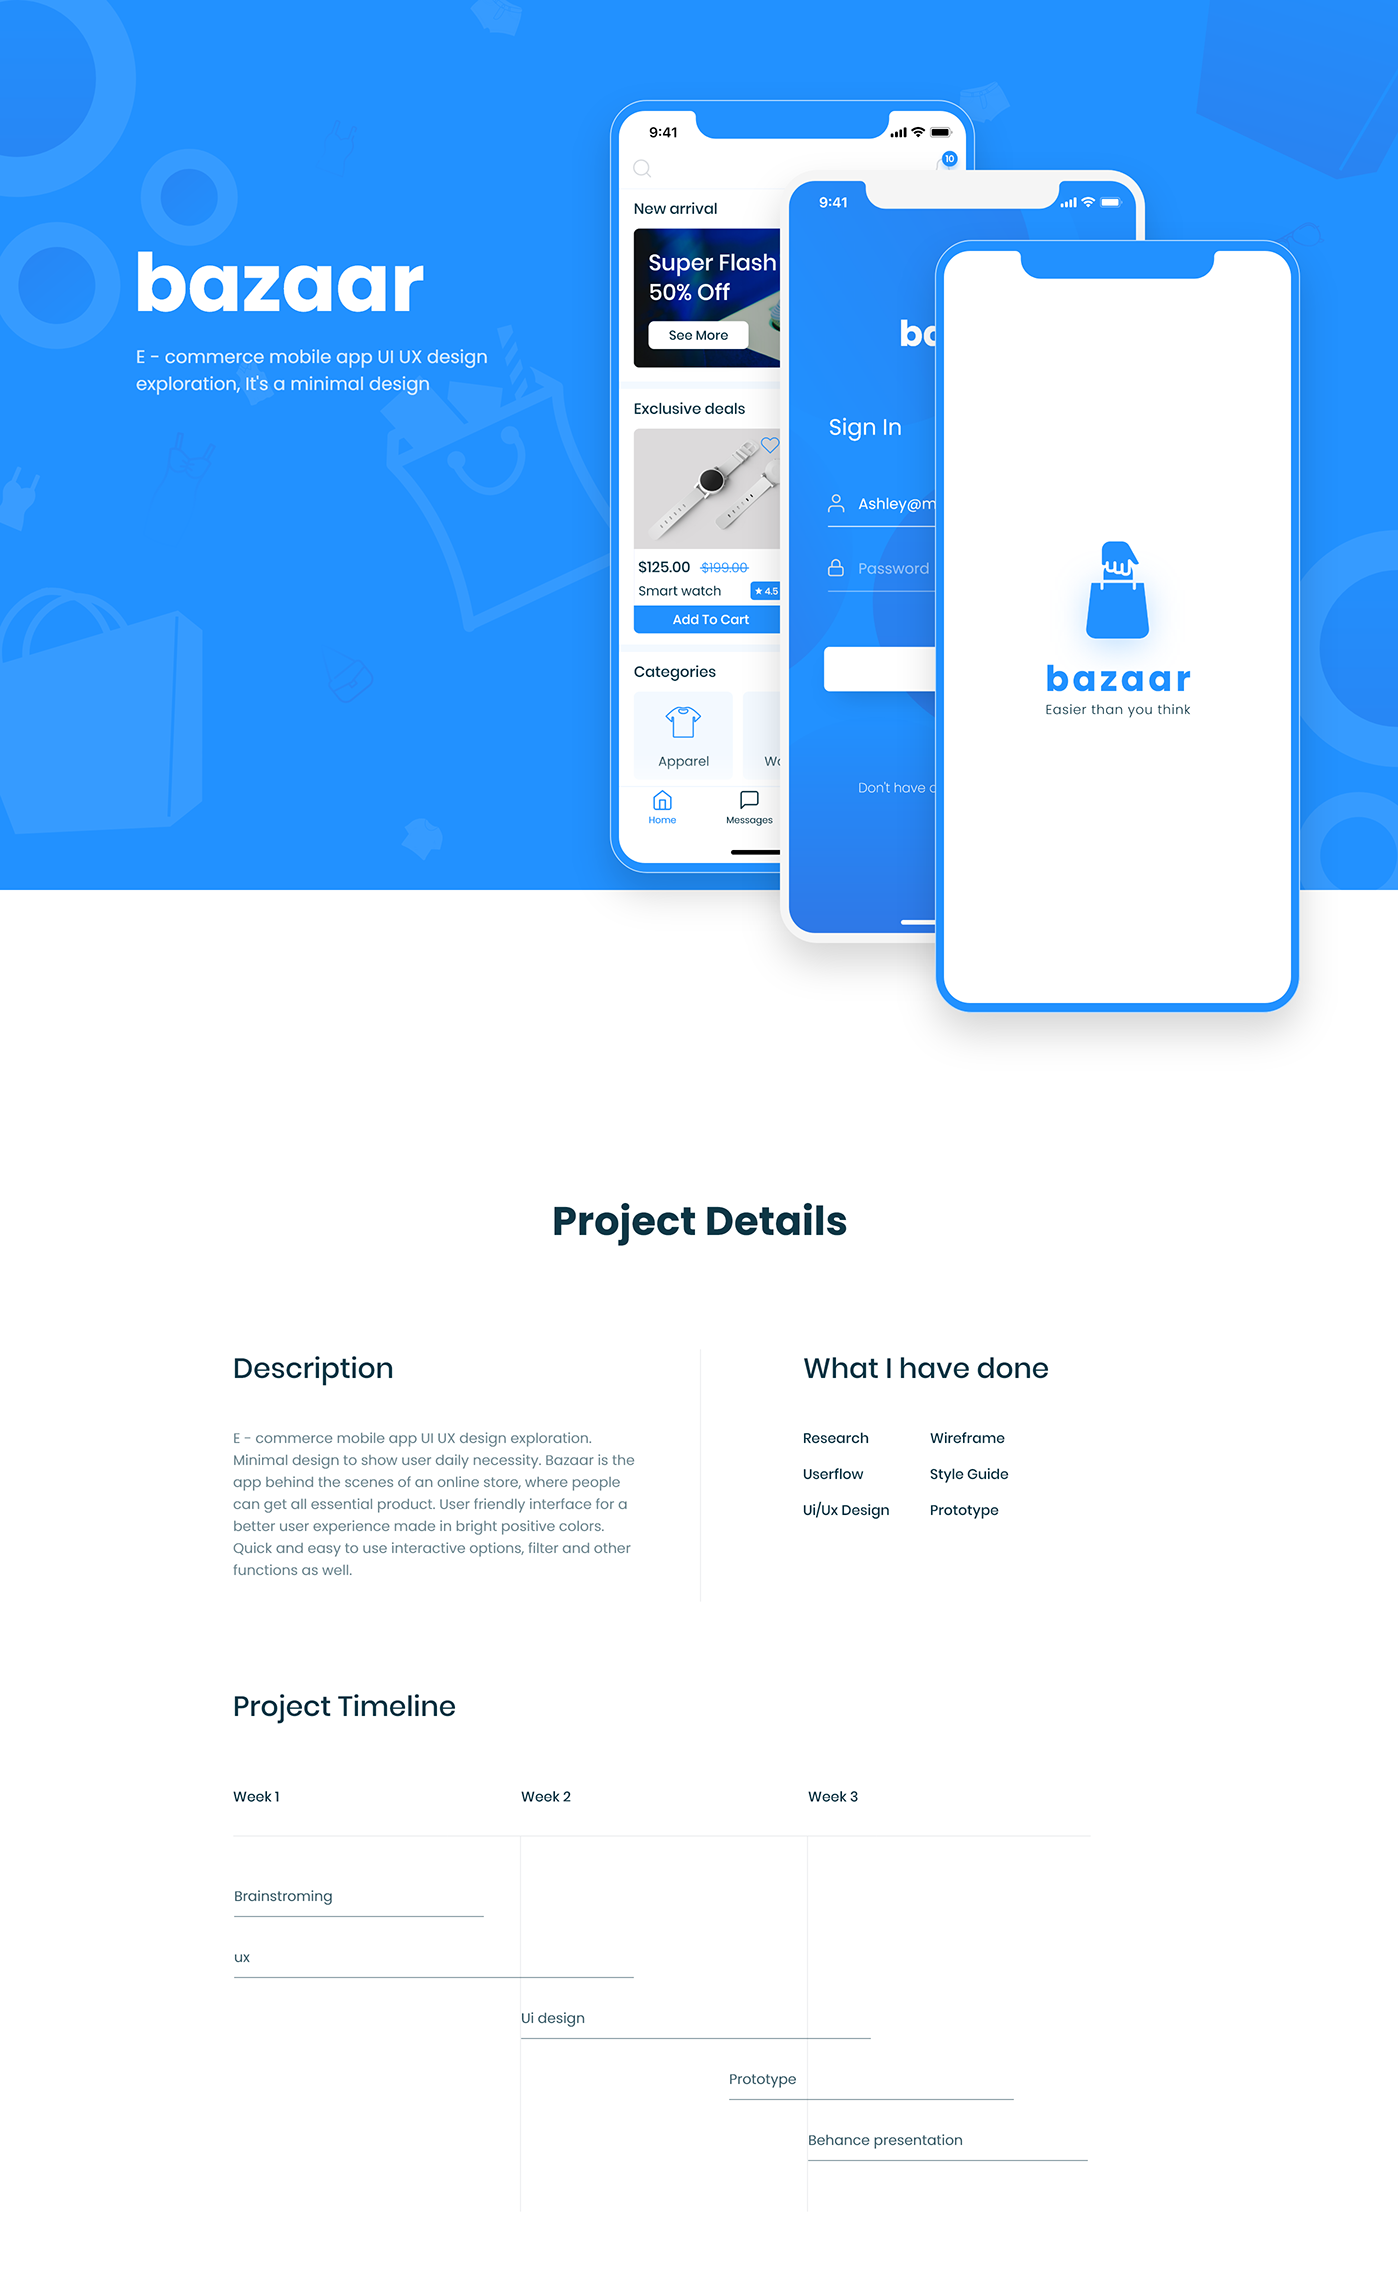 bazaar
E - commerce mobile app UI UX design
exploration, It's a minimal design
9:41
10
New arrival
Super Flash
50% Off
See More
Exclusive deals
$125.00 $199.00
Smart watch
4.5
Add To Cart
Categories
Apparel
Home
Messages
9:41
Sign In
Password
Don't have
bazaar
Easier than you think
Project Details
Description
E - commerce mobile app UI UX design exploration.
Minimal design to show user daily necessity. Bazaar is the
app behind the scenes of an online store, where people
can get all essential product. User friendly interface for a
better user experience made in bright positive colors.
Quick and easy to use interactive options, filter and other
functions as well.
What I have done
Research
Wireframe
Userflow
Style Guide
Ui/Ux Design
Prototype
Project Timeline
Week 1
Week 2
Week 3
Brainstroming
ux
Ui design
Prototype
Behance presentation